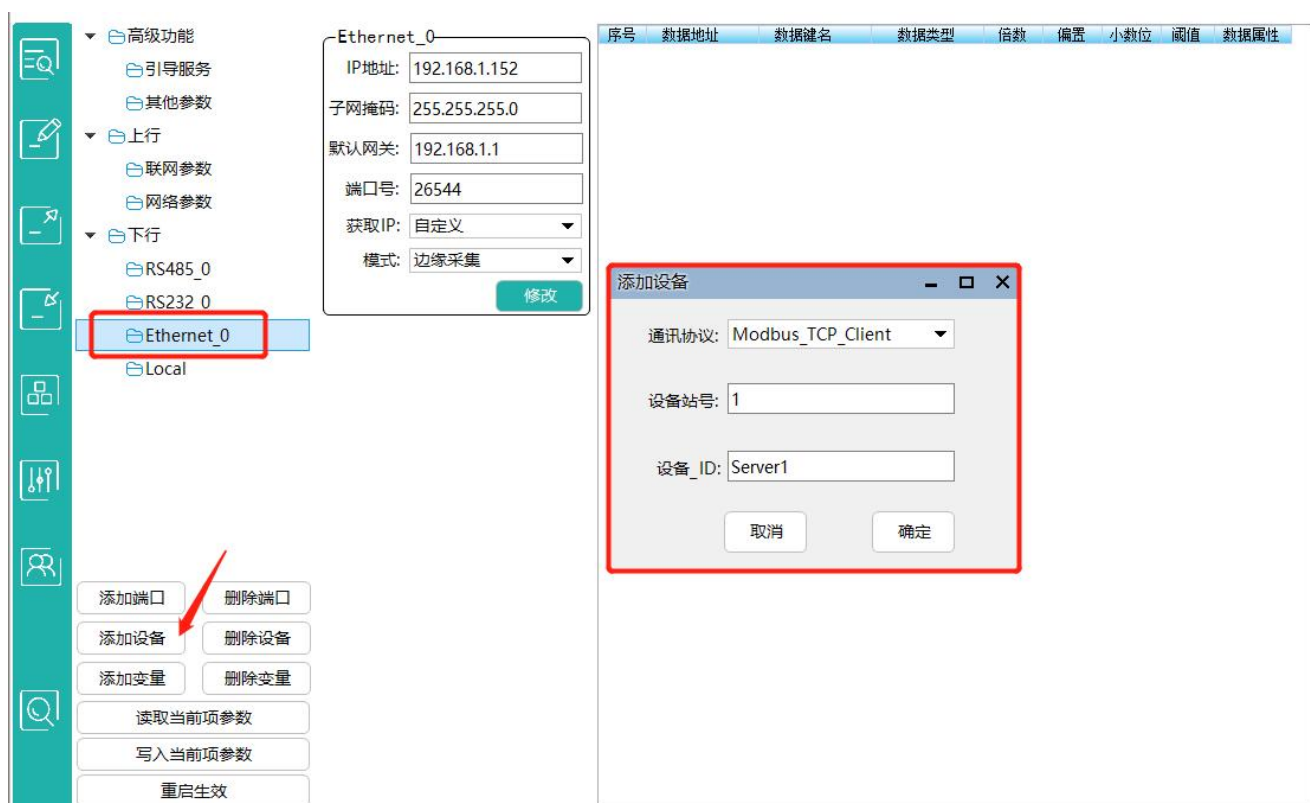 高级功能
引导服务
其他参数
上行
联网参数
网络参数
下行
RS485_0
RS232_0
Ethernet_0
Local
添加端口 删除端口
添加设备 删除设备
添加变量 删除变量
读取当前项参数
写入当前项参数
重启生效
Ethernet_0
IP地址: 192.168.1.152
子网掩码: 255.255.255.0
默认网关: 192.168.1.1
端口号: 26544
获取IP: 自定义
模式: 边缘采集
修改
序号 数据地址 数据键名 数据类型 倍数 偏置 小数位 阈值 数据属性
添加设备
通讯协议: Modbus_TCP_Client
设备站号: 1
设备_ID: Server1
取消 确定